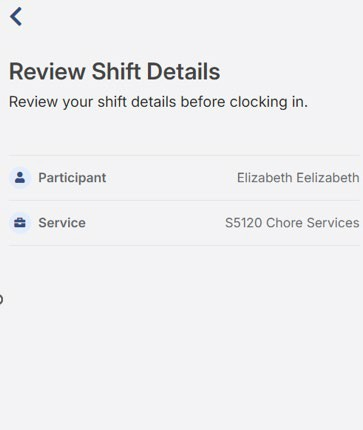 Review Shift Details
Review your shift details before clocking in.
Participant Elizabeth Eelizabeth
Service S5120 Chore Services